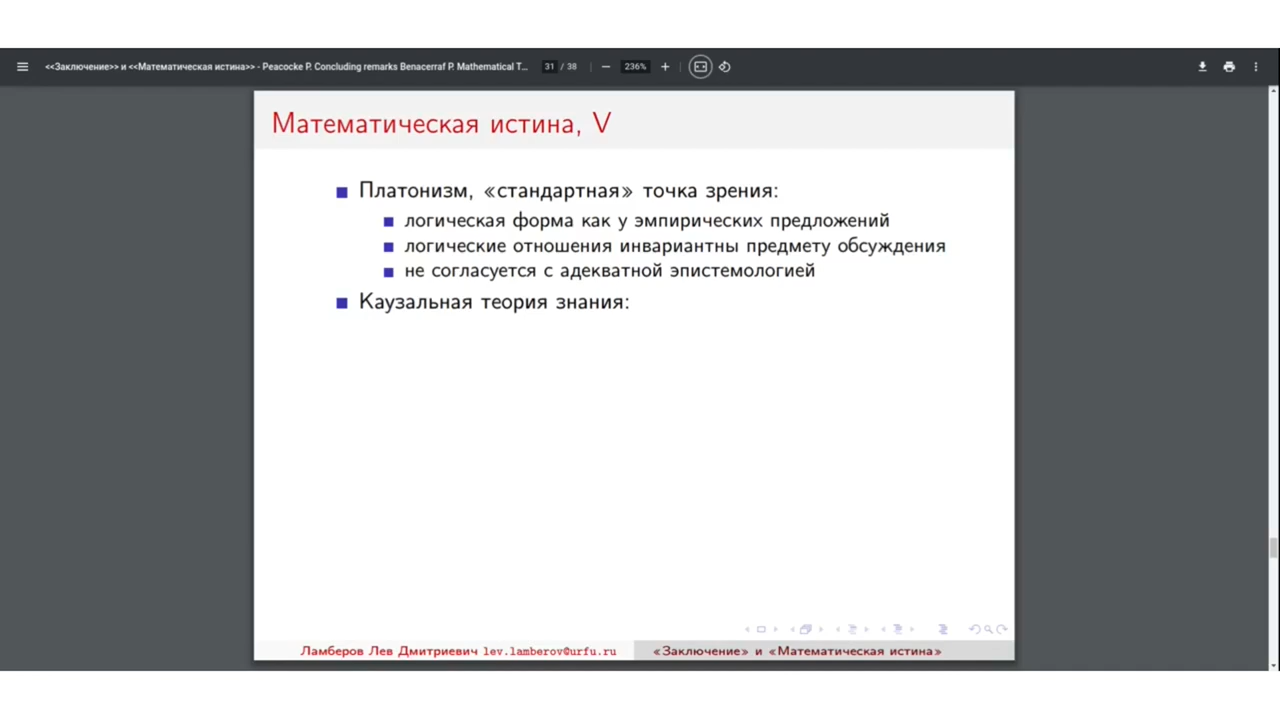 <<Заключение>> и <<Математическая истина>> - Peacocke P. Concluding remarks Benacerraf P. Mathematical T... 31 / 38 236%
Математическая истина, V
Платонизм, «стандартная» точка зрения:
логическая форма как у эмпирических предложений
логические отношения инвариантны предмету обсуждения
не согласуется с адекватной эпистемологией
Каузальная теория знания:
Ламберов Лев Дмитриевич lev.lamberov@urfu.ru «Заключение» и «Математическая истина»